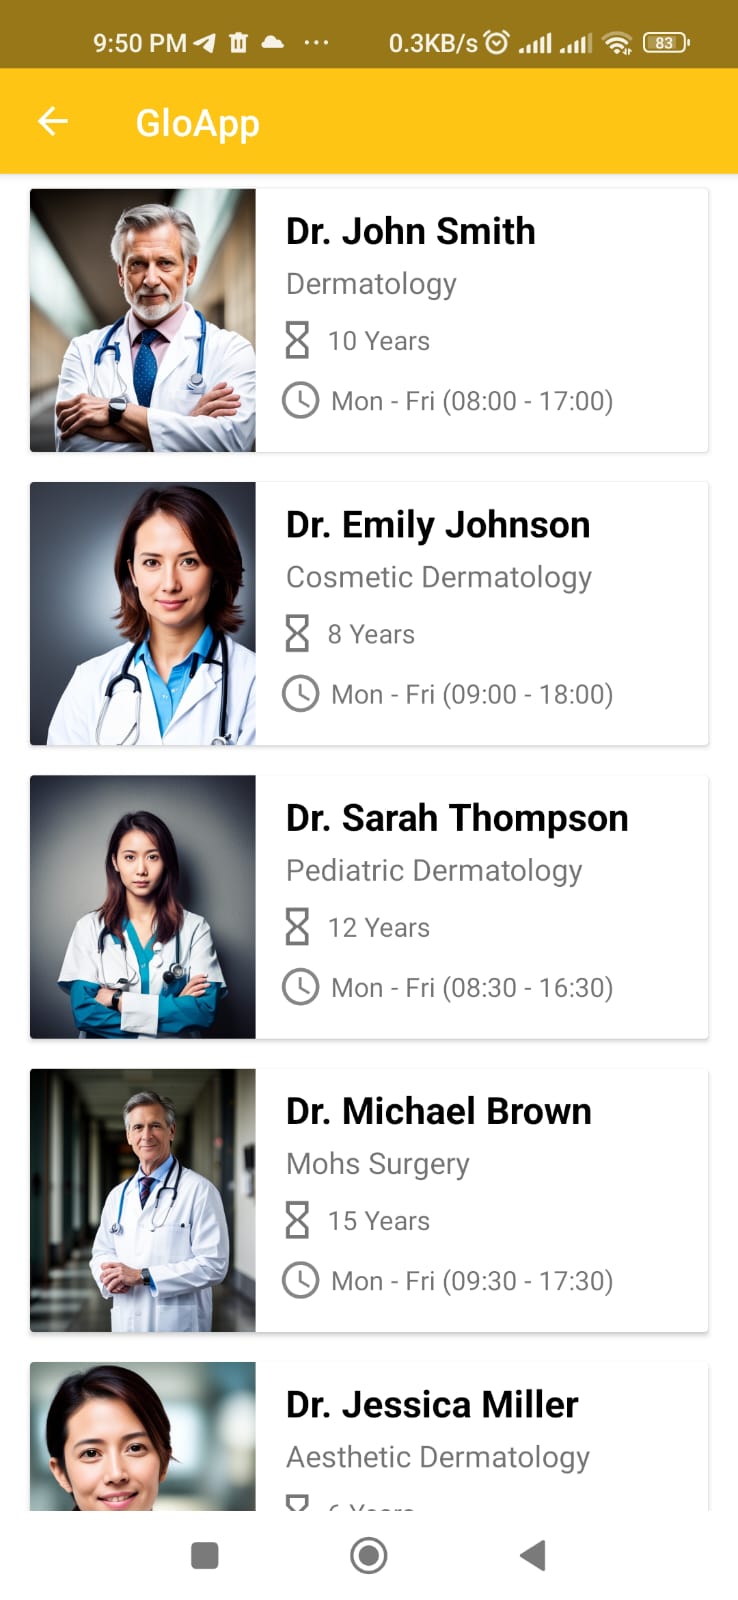 9:50 PM ... 0.3KB/s 83
GloApp
Dr. John Smith
Dermatology
10 Years
Mon - Fri (08:00 - 17:00)
Dr. Emily Johnson
Cosmetic Dermatology
8 Years
Mon - Fri (09:00 - 18:00)
Dr. Sarah Thompson
Pediatric Dermatology
12 Years
Mon - Fri (08:30 - 16:30)
Dr. Michael Brown
Mohs Surgery
15 Years
Mon - Fri (09:30 - 17:30)
Dr. Jessica Miller
Aesthetic Dermatology
6 Years